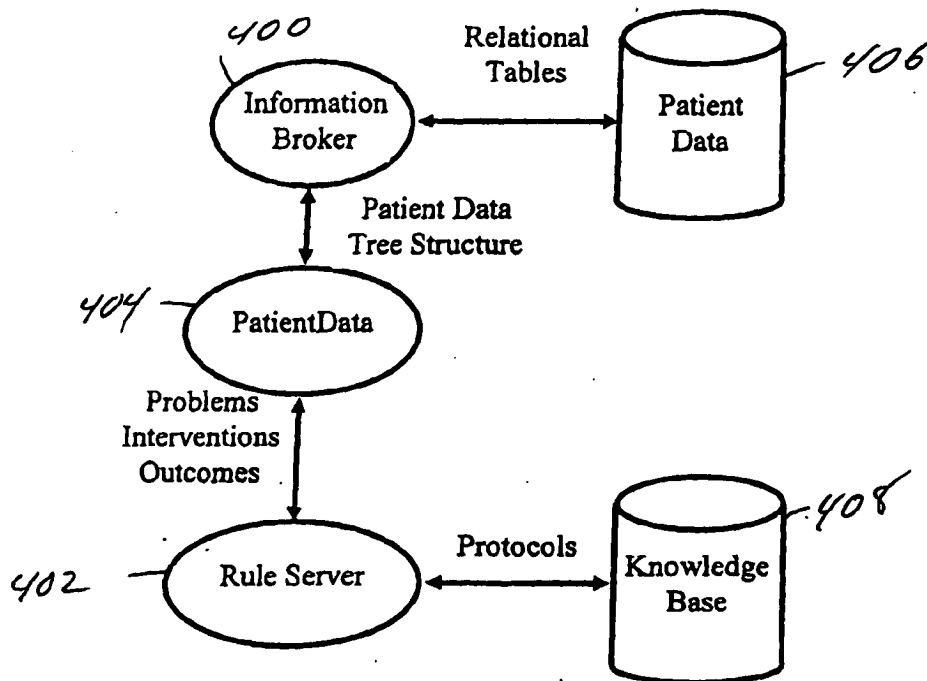 400
Relational
Tables
406
Information
Broker
Patient
Data
Patient Data
Tree Structure
404
PatientData
Problems
Interventions
Outcomes
408
Protocols
402
Rule Server
Knowledge
Base